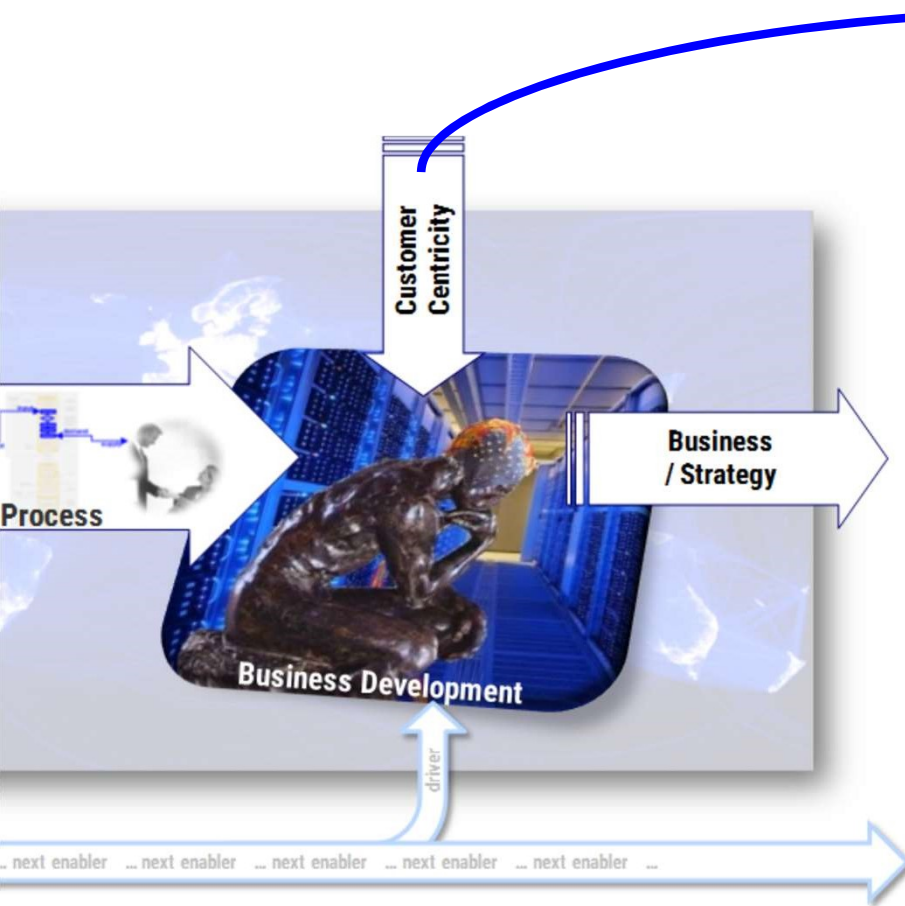 Customer
Centricity
Business
/ Strategy
Process
Business Development
driver
... next enabler ... next enabler ... next enabler ... next enabler ... next enabler ...